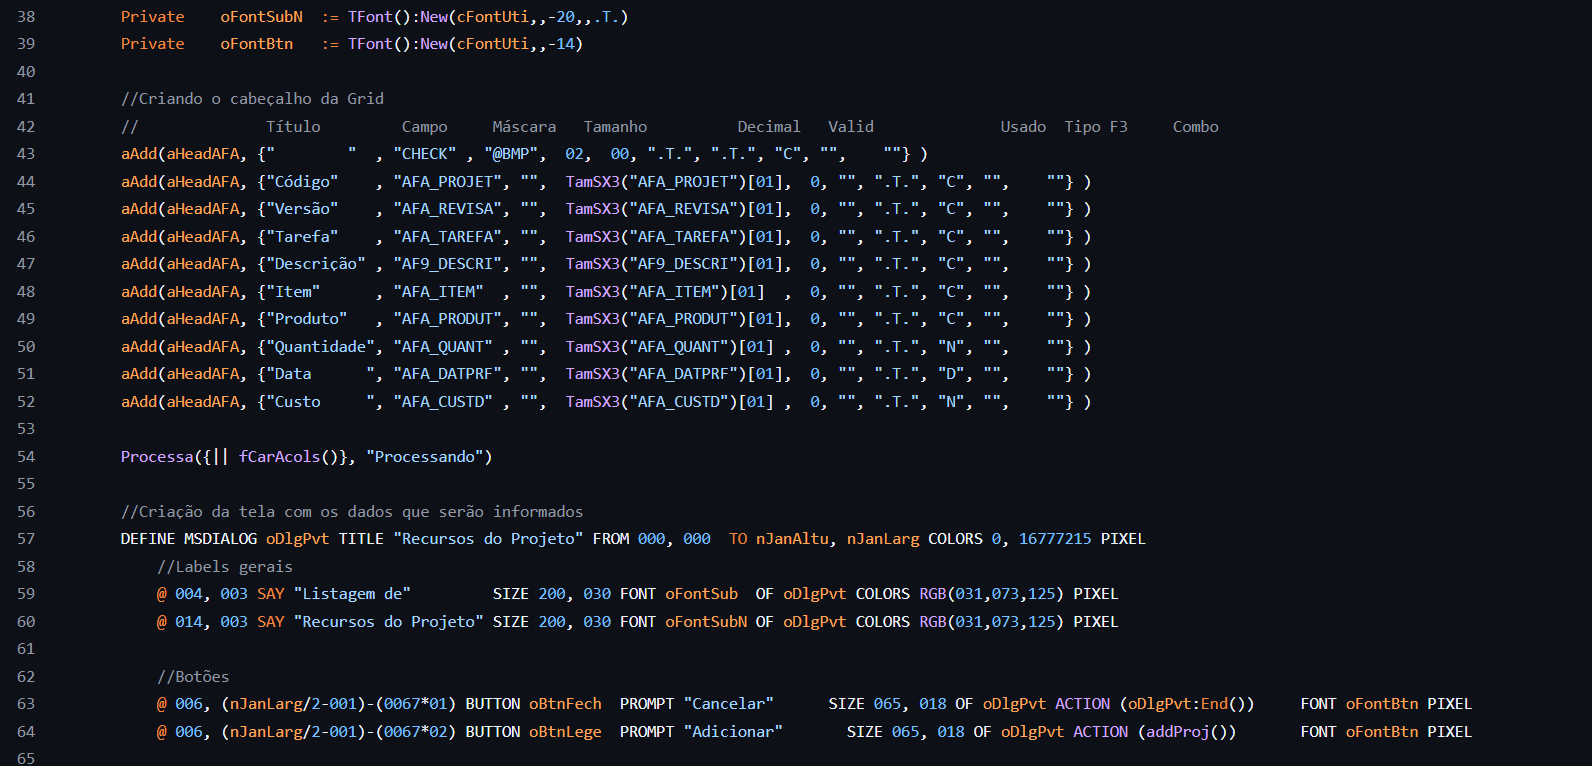 38 Private    oFontSubN  := TFont():New(cFontUti,,-20,,.T.)
39 Private    oFontBtn   := TFont():New(cFontUti,,-14)
40
41 //Criando o cabeçalho da Grid
42 //              Título         Campo     Máscara   Tamanho          Decimal   Valid              Usado  Tipo F3     Combo
43 aAdd(aHeadAFA, {"        "  , "CHECK" , "@BMP",  02,  00, ".T.", ".T.", "C", "",    ""} )
44 aAdd(aHeadAFA, {"Código"    , "AFA_PROJET", "",  TamSX3("AFA_PROJET")[01],  0, "", ".T.", "C", "",    ""} )
45 aAdd(aHeadAFA, {"Versão"    , "AFA_REVISA", "",  TamSX3("AFA_REVISA")[01],  0, "", ".T.", "C", "",    ""} )
46 aAdd(aHeadAFA, {"Tarefa"    , "AFA_TAREFA", "",  TamSX3("AFA_TAREFA")[01],  0, "", ".T.", "C", "",    ""} )
47 aAdd(aHeadAFA, {"Descrição" , "AF9_DESCRI", "",  TamSX3("AF9_DESCRI")[01],  0, "", ".T.", "C", "",    ""} )
48 aAdd(aHeadAFA, {"Item"      , "AFA_ITEM"  , "",  TamSX3("AFA_ITEM")[01]  ,  0, "", ".T.", "C", "",    ""} )
49 aAdd(aHeadAFA, {"Produto"   , "AFA_PRODUT", "",  TamSX3("AFA_PRODUT")[01],  0, "", ".T.", "C", "",    ""} )
50 aAdd(aHeadAFA, {"Quantidade", "AFA_QUANT" , "",  TamSX3("AFA_QUANT")[01] ,  0, "", ".T.", "N", "",    ""} )
51 aAdd(aHeadAFA, {"Data      ", "AFA_DATPRF", "",  TamSX3("AFA_DATPRF")[01],  0, "", ".T.", "D", "",    ""} )
52 aAdd(aHeadAFA, {"Custo     ", "AFA_CUSTD" , "",  TamSX3("AFA_CUSTD")[01] ,  0, "", ".T.", "N", "",    ""} )
53
54 Processa({|| fCarAcols()}, "Processando")
55
56 //Criação da tela com os dados que serão informados
57 DEFINE MSDIALOG oDlgPvt TITLE "Recursos do Projeto" FROM 000, 000  TO nJanAltu, nJanLarg COLORS 0, 16777215 PIXEL
58     //Labels gerais
59     @ 004, 003 SAY "Listagem de"         SIZE 200, 030 FONT oFontSub  OF oDlgPvt COLORS RGB(031,073,125) PIXEL
60     @ 014, 003 SAY "Recursos do Projeto" SIZE 200, 030 FONT oFontSubN OF oDlgPvt COLORS RGB(031,073,125) PIXEL
61
62     //Botões
63     @ 006, (nJanLarg/2-001)-(0067*01) BUTTON oBtnFech  PROMPT "Cancelar"      SIZE 065, 018 OF oDlgPvt ACTION (oDlgPvt:End())     FONT oFontBtn PIXEL
64     @ 006, (nJanLarg/2-001)-(0067*02) BUTTON oBtnLege  PROMPT "Adicionar"       SIZE 065, 018 OF oDlgPvt ACTION (addProj())       FONT oFontBtn PIXEL
65